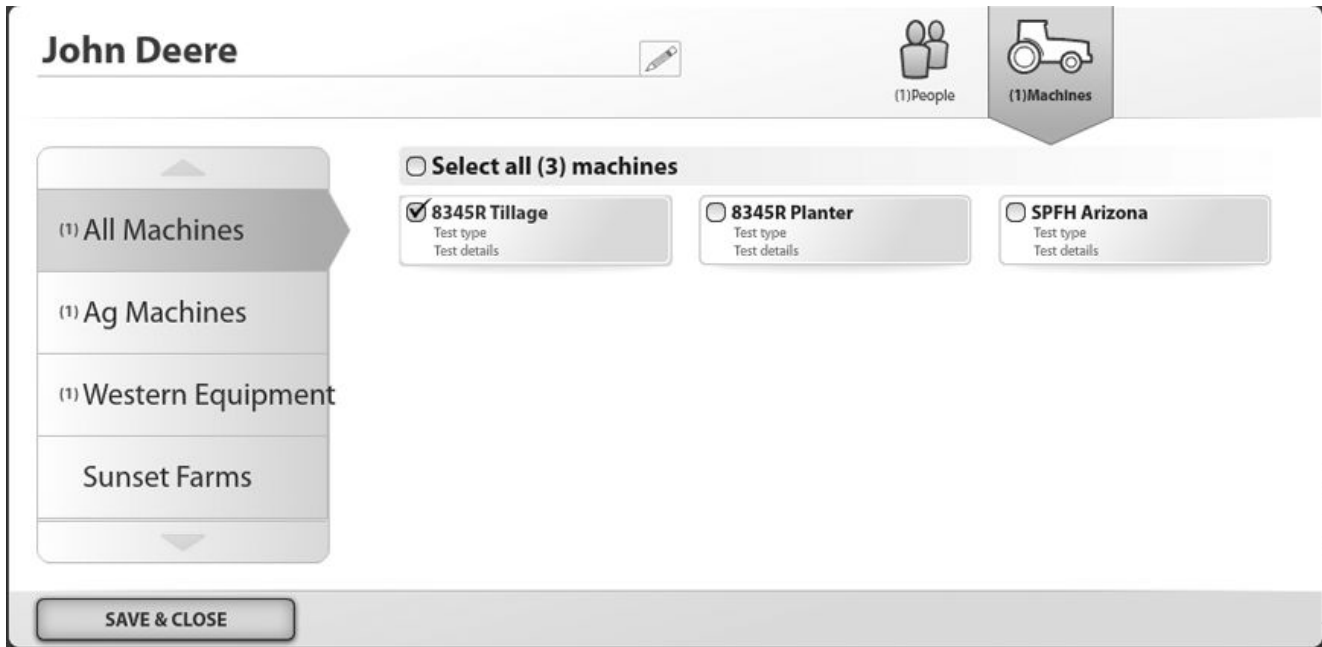 John Deere
(1)People
(1)Machines
Select all (3) machines
(1) All Machines
(1) Ag Machines
(1) Western Equipment
Sunset Farms
8345R Tillage
Test type
Test details
8345R Planter
Test type
Test details
SPFH Arizona
Test type
Test details
SAVE & CLOSE